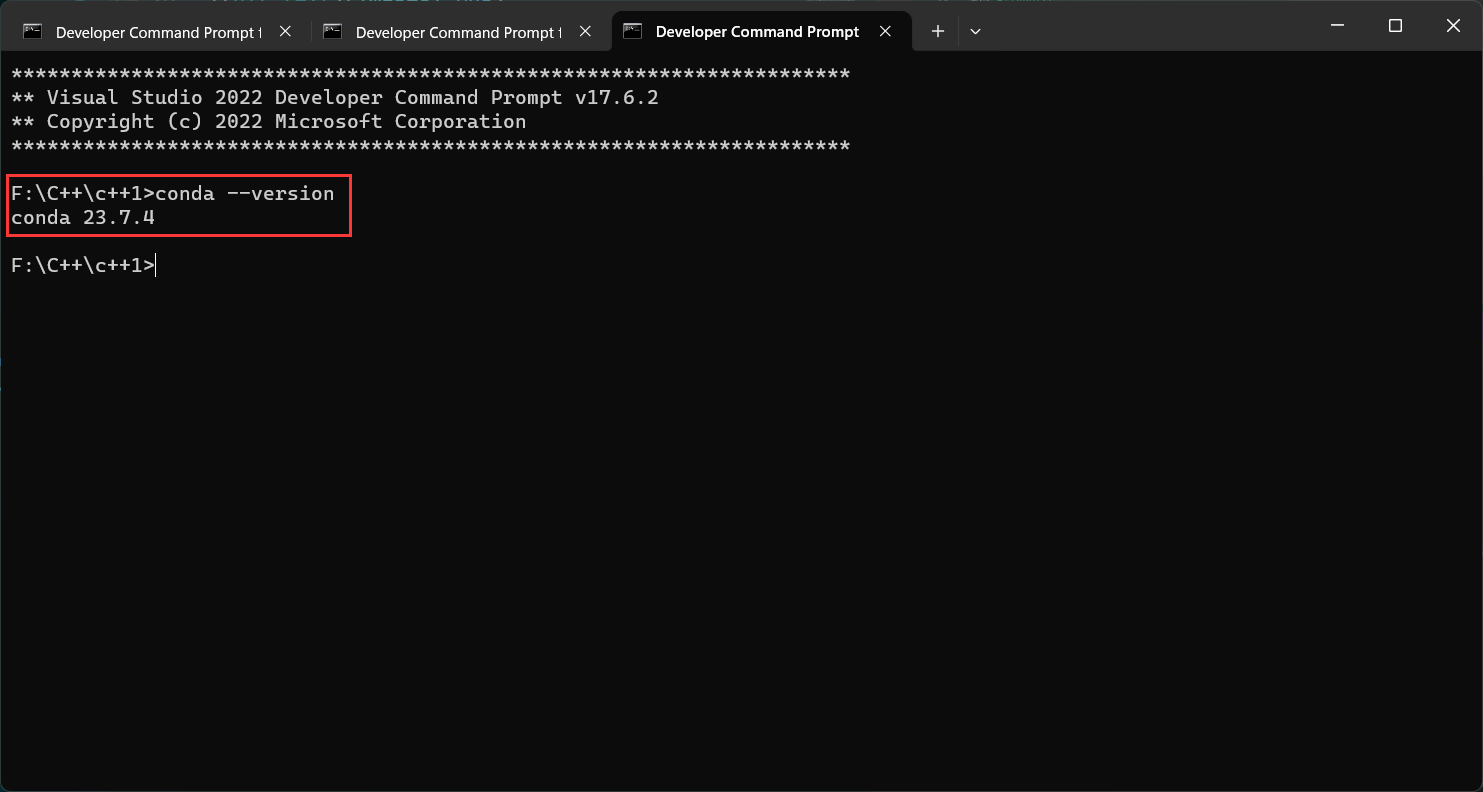 Developer Command Prompt f
Developer Command Prompt f
Developer Command Prompt
**********************************************************************
** Visual Studio 2022 Developer Command Prompt v17.6.2
** Copyright (c) 2022 Microsoft Corporation
**********************************************************************
F:\C++\c++1>conda --version
conda 23.7.4
F:\C++\c++1>